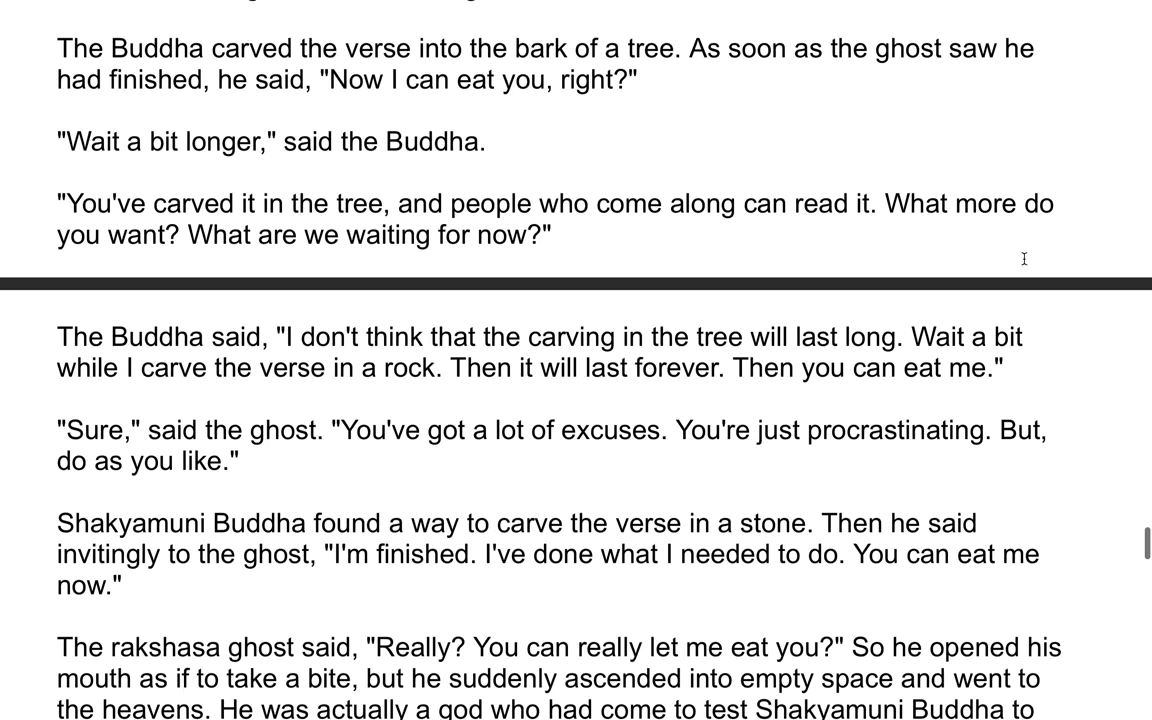 The Buddha carved the verse into the bark of a tree. As soon as the ghost saw he
had finished, he said, "Now I can eat you, right?"
"Wait a bit longer," said the Buddha.
"You've carved it in the tree, and people who come along can read it. What more do
you want? What are we waiting for now?"
The Buddha said, "I don't think that the carving in the tree will last long. Wait a bit
while I carve the verse in a rock. Then it will last forever. Then you can eat me."
"Sure," said the ghost. "You've got a lot of excuses. You're just procrastinating. But,
do as you like."
Shakyamuni Buddha found a way to carve the verse in a stone. Then he said
invitingly to the ghost, "I'm finished. I've done what I needed to do. You can eat me
now."
The rakshasa ghost said, "Really? You can really let me eat you?" So he opened his
mouth as if to take a bite, but he suddenly ascended into empty space and went to
the heavens. He was actually a god who had come to test Shakyamuni Buddha to